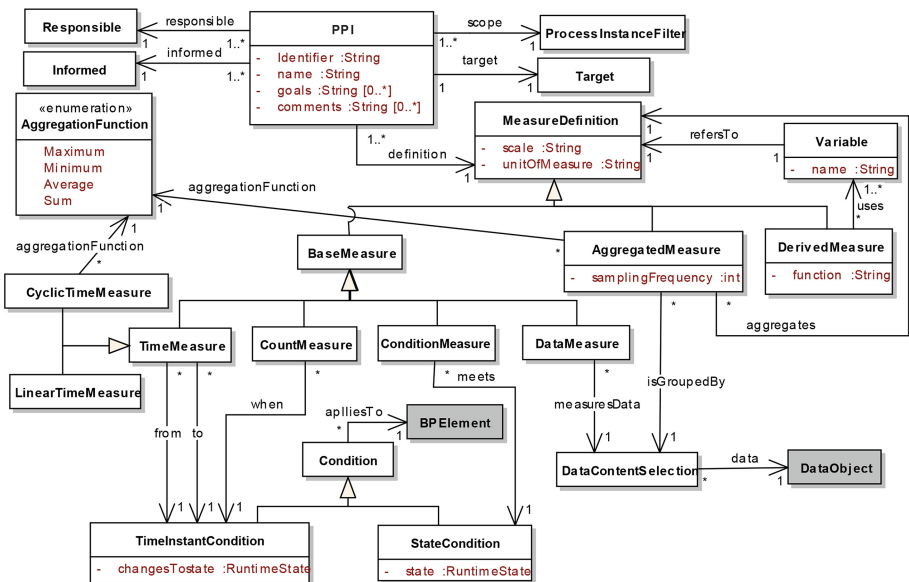 Responsible
responsible
1
1..*
PPI
- Identifier :String
- name :String
- goals :String [0..*]
- comments :String [0..*]
scope
1..*
1
ProcessInstanceFilter
Informed
informed
1
1..*
target
1
1
Target
«enumeration»
AggregationFunction
Maximum
Minimum
Average
Sum
1..*
definition
1
MeasureDefinition
- scale :String
- unitOfMeasure :String
1
refersTo
1
1
Variable
- name :String
1..*
uses
*
aggregationFunction
1
1
aggregationFunction
*
BaseMeasure
*
AggregatedMeasure
- samplingFrequency :int
*
*
DerivedMeasure
- function :String
CyclicTimeMeasure
TimeMeasure
*
*
CountMeasure
*
ConditionMeasure
*
meets
DataMeasure
*
aggregates
LinearTimeMeasure
isGroupedBy
measuresData
when
from
to
aplliesTo
*
1
BPElement
Condition
1
1
DataContentSelection
data
*
1
DataObject
1
1
1
1
TimeInstantCondition
- changesTostate :RuntimeState
StateCondition
- state :RuntimeState